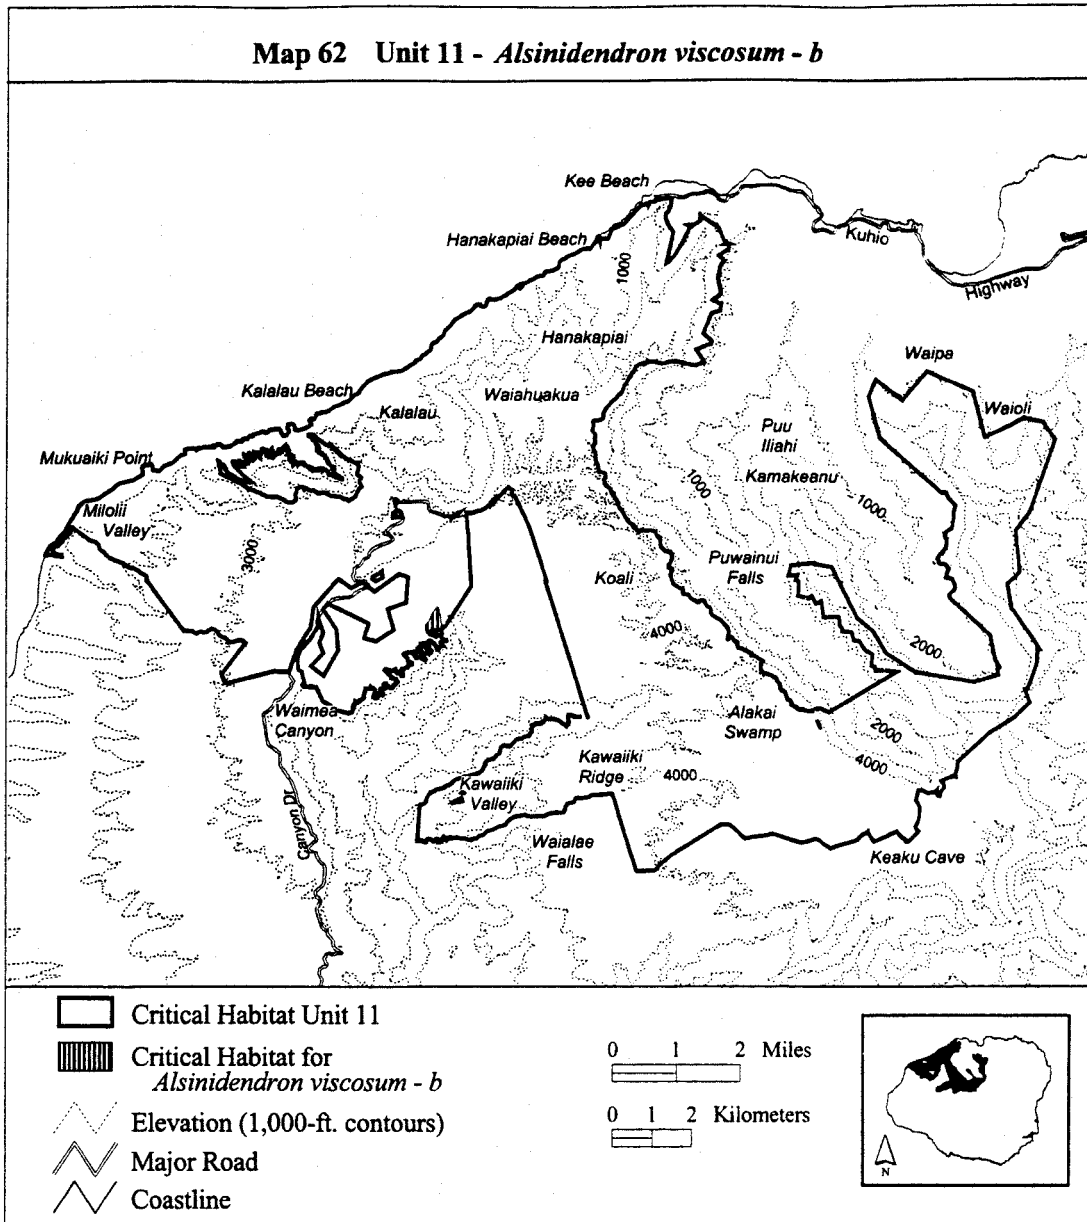 Map 62 Unit 11 - Alsinidendron viscosum - b
Kee Beach
Hanakapiai Beach
Kuhio
Highway
1000
Hanakapiai
Waipa
Kalalau Beach
Waiahuakua
Kalalau
Waioli
Puu
Iliahi
Mukuaiki Point
Kamakeanu
1000
1000
Milolii
Valley
3000
Puwainui
Falls
Koali
4000
2000
Waimea
Canyon
Alakai
Swamp
2000
4000
Kawaiiki
Ridge
4000
Kawaiiki
Valley
Canyon Dr
Waialae
Falls
Keaku Cave
Critical Habitat Unit 11
Critical Habitat for
Alsinidendron viscosum - b
Elevation (1,000-ft. contours)
Major Road
Coastline
0 1 2 Miles
0 1 2 Kilometers
N